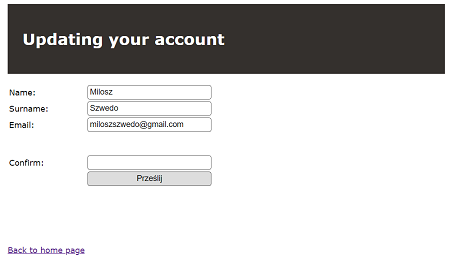 Updating your account
Name: Milosz
Surname: Szwedo
Email: miloszszwedo@gmail.com
Confirm:
Prześlij
Back to home page